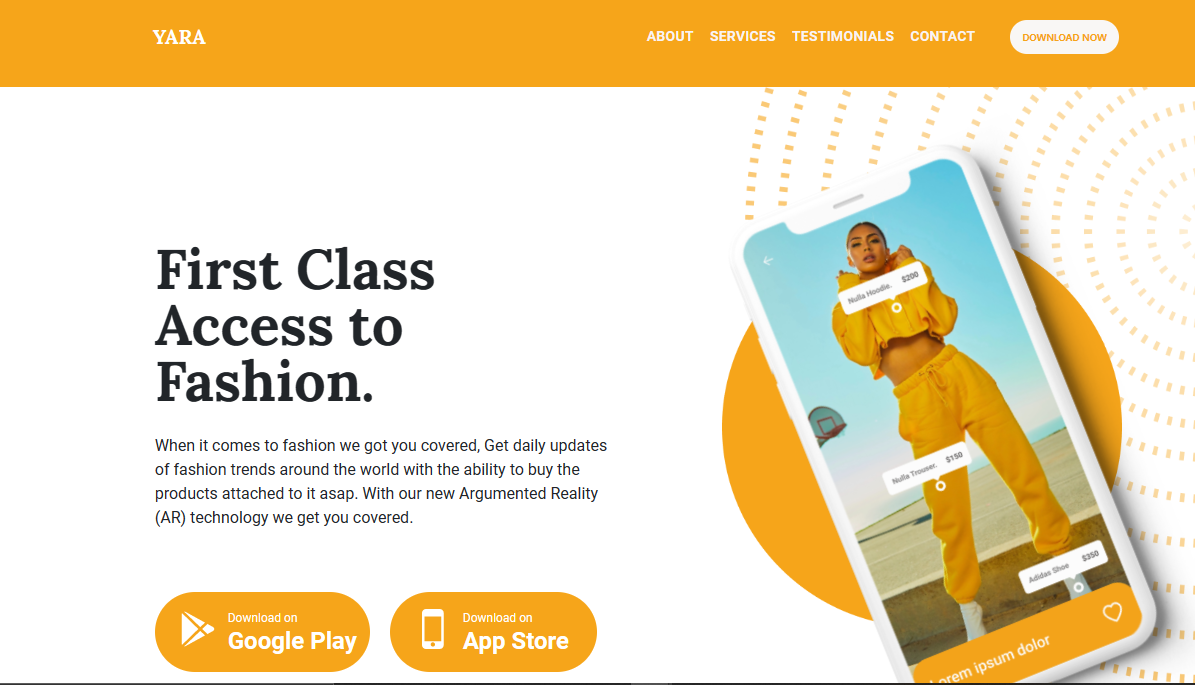 YARA
ABOUT SERVICES TESTIMONIALS CONTACT DOWNLOAD NOW
First Class
Access to
Fashion.
When it comes to fashion we got you covered, Get daily updates
of fashion trends around the world with the ability to buy the
products attached to it asap. With our new Argumented Reality
(AR) technology we get you covered.
Download on
Google Play
Download on
App Store
Nulla Hoodie. $200
Nulla Trouser. $150
Adidas Shoe $350
Lorem ipsum dolor